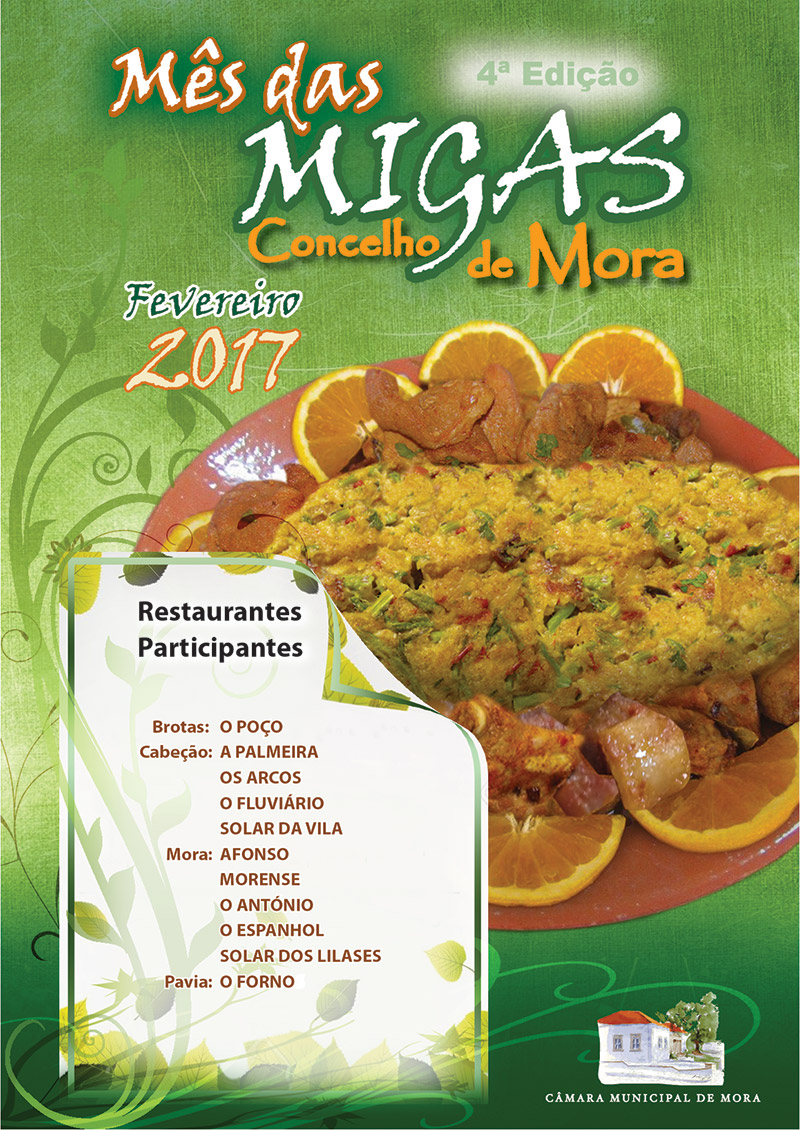 Mês das
4ª Edição
MIGAS
Concelho de Mora
Fevereiro
2017
Restaurantes
Participantes
Brotas: O POÇO
Cabeção: A PALMEIRA
OS ARCOS
O FLUVIÁRIO
SOLAR DA VILA
Mora: AFONSO
MORENSE
O ANTÓNIO
O ESPANHOL
SOLAR DOS LILASES
Pavia: O FORNO
CÂMARA MUNICIPAL DE MORA